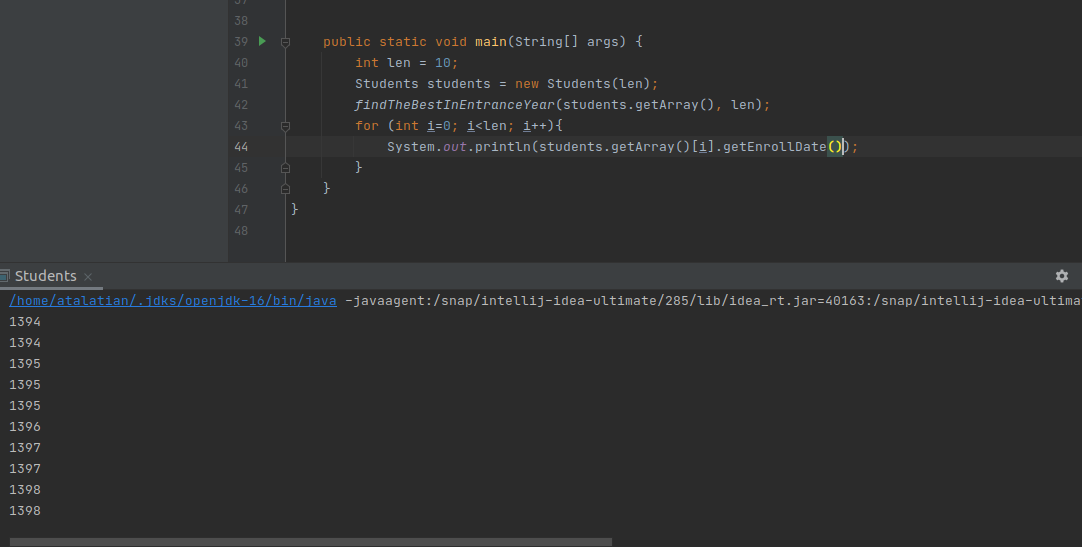 37
38
39 public static void main(String[] args) {
40 int len = 10;
41 Students students = new Students(len);
42 findTheBestInEntranceYear(students.getArray(), len);
43 for (int i=0; i<len; i++){
44 System.out.println(students.getArray()[i].getEnrollDate());
45 }
46 }
47 }
48
Students ×
/home/atalatian/.jdks/openjdk-16/bin/java -javaagent:/snap/intellij-idea-ultimate/285/lib/idea_rt.jar=40163:/snap/intellij-idea-ultima
1394
1394
1395
1395
1395
1396
1397
1397
1398
1398